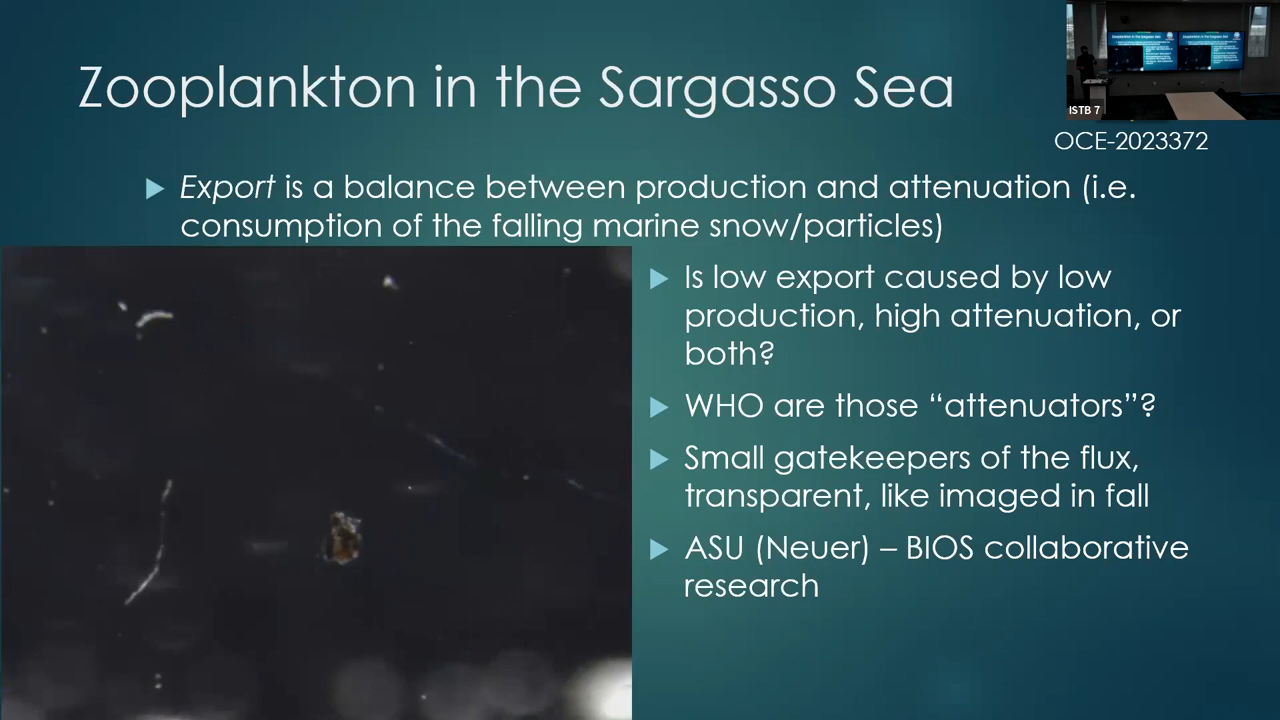 Zooplankton in the Sargasso Sea
ISTB 7
OCE-2023372
Export is a balance between production and attenuation (i.e.
consumption of the falling marine snow/particles)
Is low export caused by low
production, high attenuation, or
both?
WHO are those “attenuators”?
Small gatekeepers of the flux,
transparent, like imaged in fall
ASU (Neuer) – BIOS collaborative
research